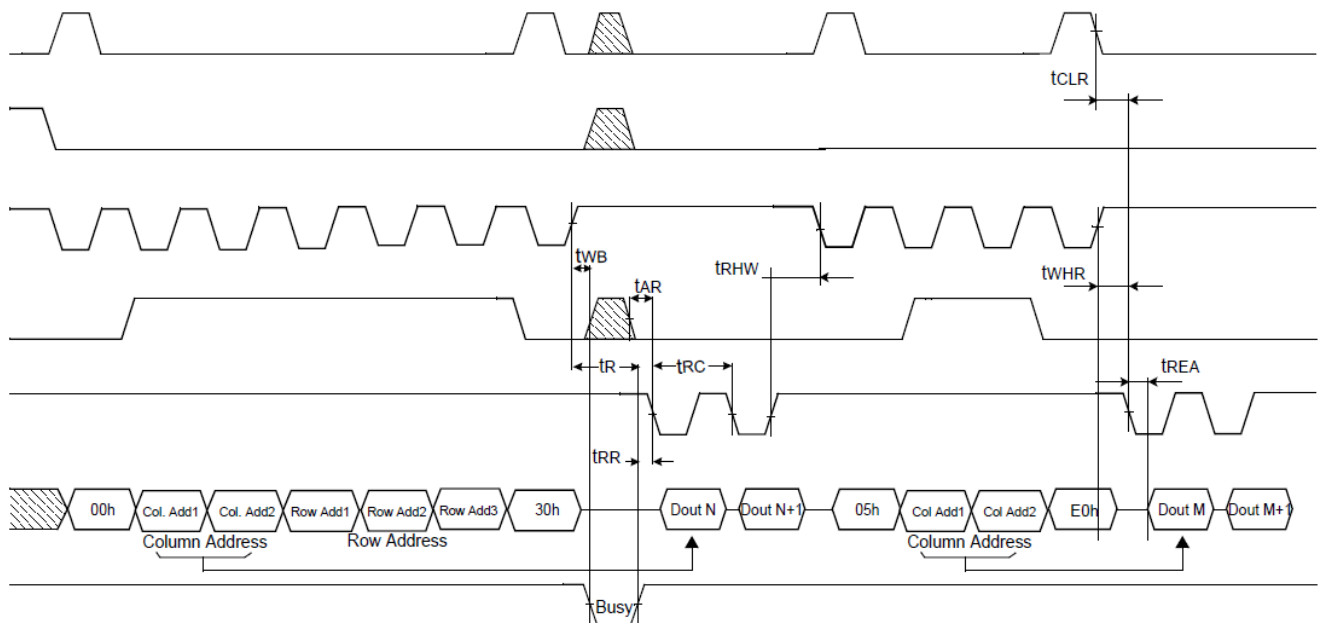 tCLR
tWB
tAR
tRHW
tWHR
tR
tRC
tREA
tRR
00h Col. Add1 Col. Add2 Row Add1 Row Add2 Row Add3 30h Dout N Dout N+1 05h Col Add1 Col Add2 E0h Dout M Dout M+1
Column Address Row Address Column Address
Busy